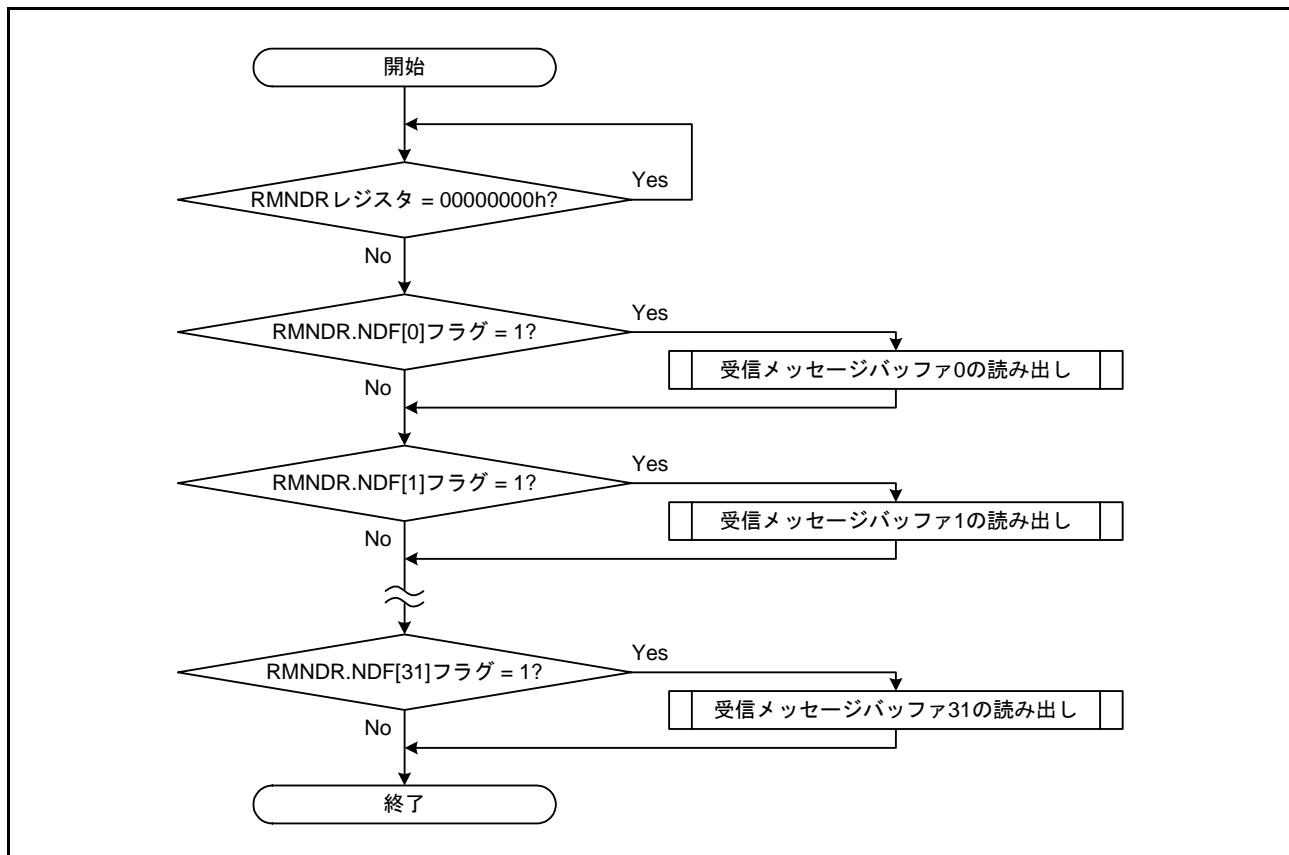 開始
RMNDRレジスタ = 00000000h?
Yes
No
RMNDR.NDF[0]フラグ = 1?
Yes
受信メッセージバッファ0の読み出し
No
RMNDR.NDF[1]フラグ = 1?
Yes
受信メッセージバッファ1の読み出し
No
RMNDR.NDF[31]フラグ = 1?
Yes
受信メッセージバッファ31の読み出し
No
終了